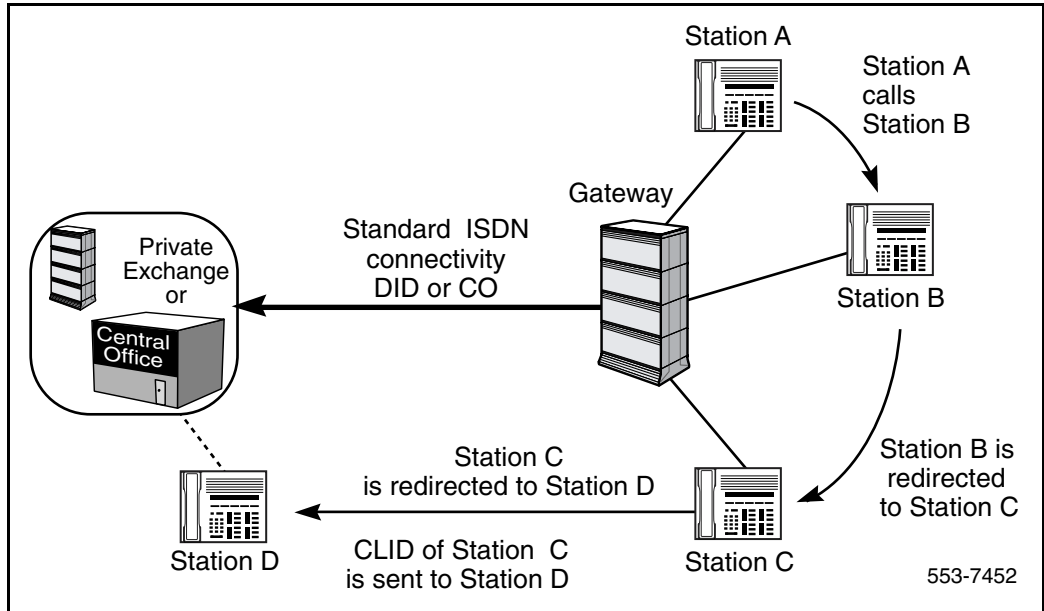 Station A
Station A
calls
Station B
Gateway
Standard ISDN
connectivity
DID or CO
Private
Exchange
or
Central
Office
Station B
Station B is
redirected
to Station C
Station C
is redirected to Station D
CLID of Station C
is sent to Station D
Station D
Station C
553-7452